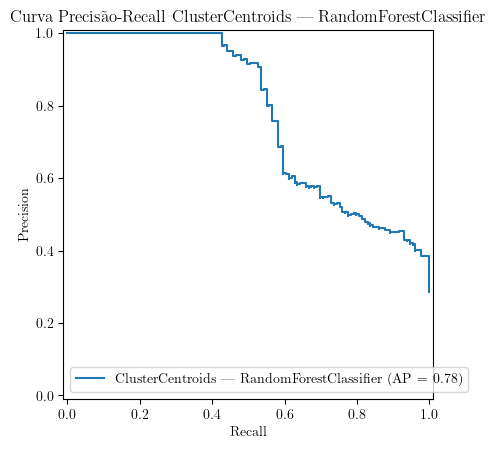 Curva Precisão-Recall ClusterCentroids — RandomForestClassifier
1.0
0.8
0.6
0.4
0.2
0.0
Precision
ClusterCentroids — RandomForestClassifier (AP = 0.78)
0.0 0.2 0.4 0.6 0.8 1.0
Recall